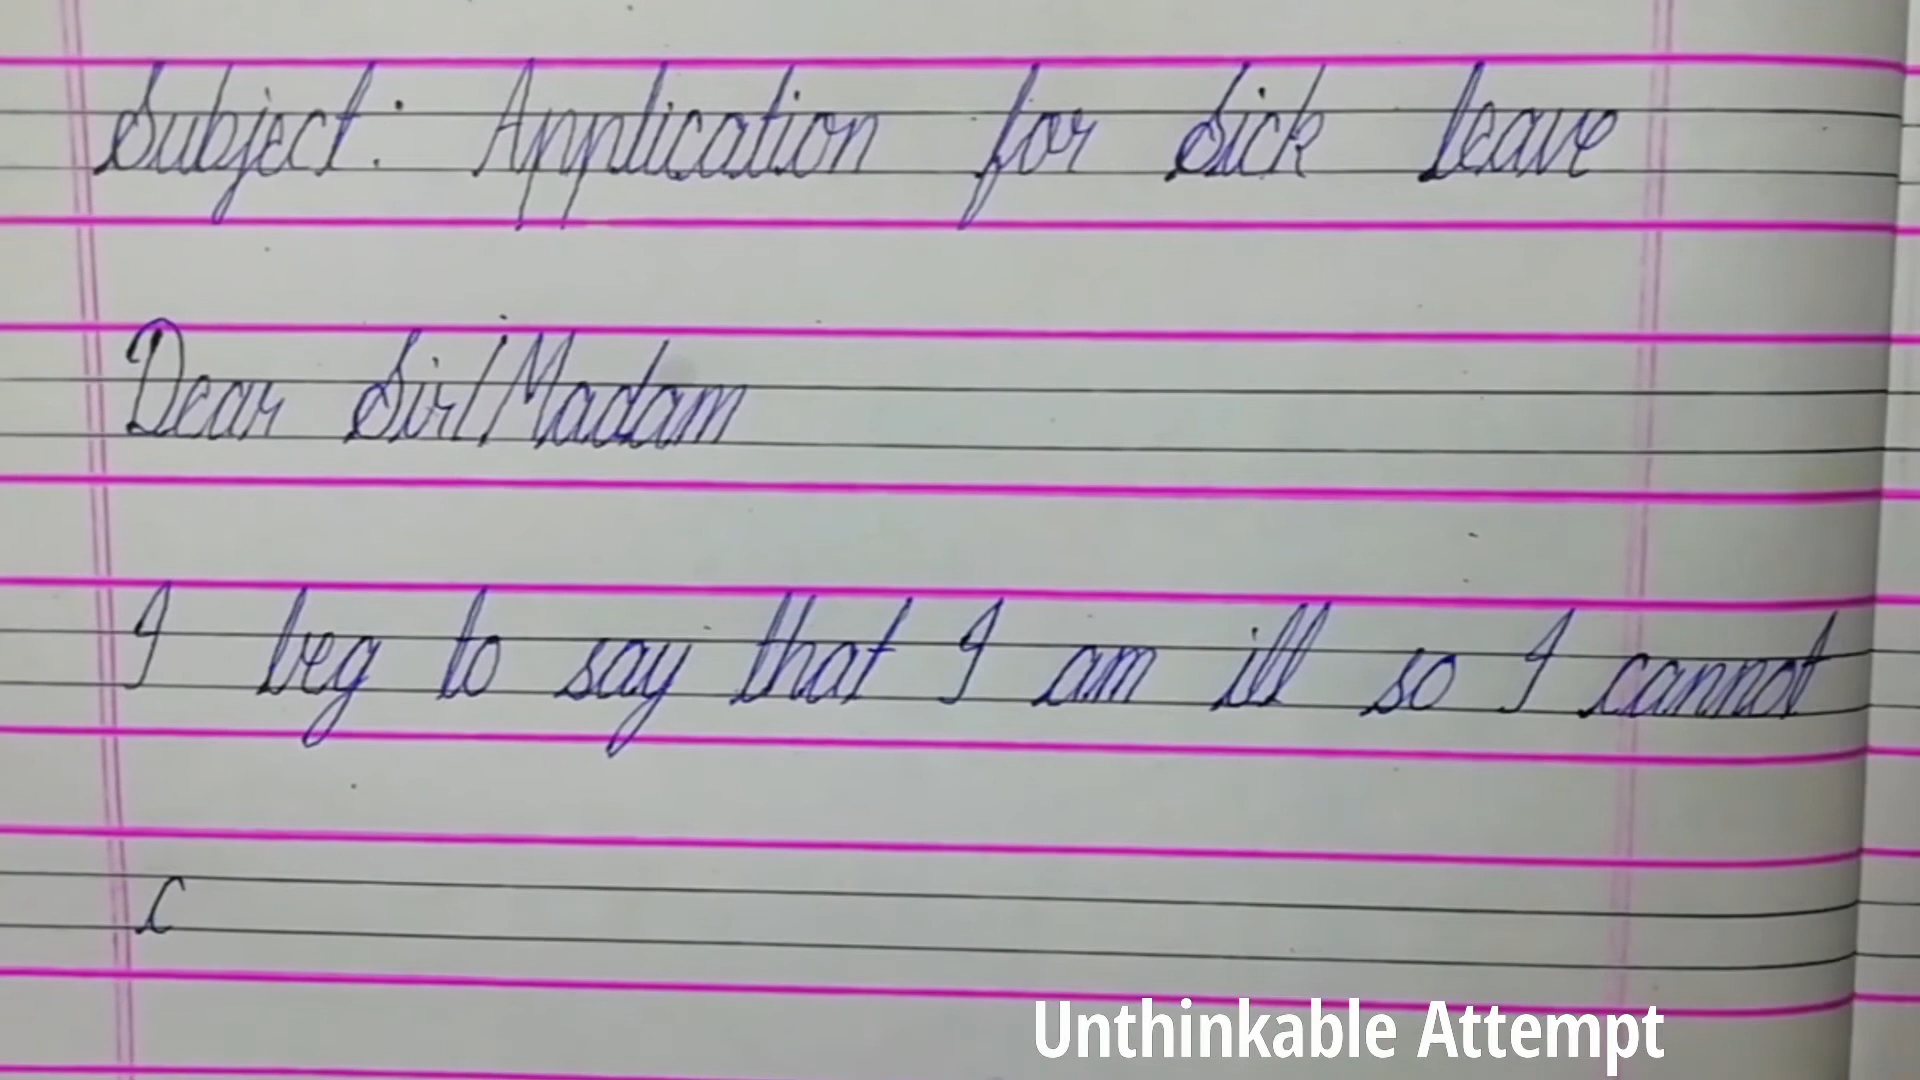 Subject: Application for Sick leave
Dear Sir/Madam
I beg to say that I am ill so I cannot
c
Unthinkable Attempt